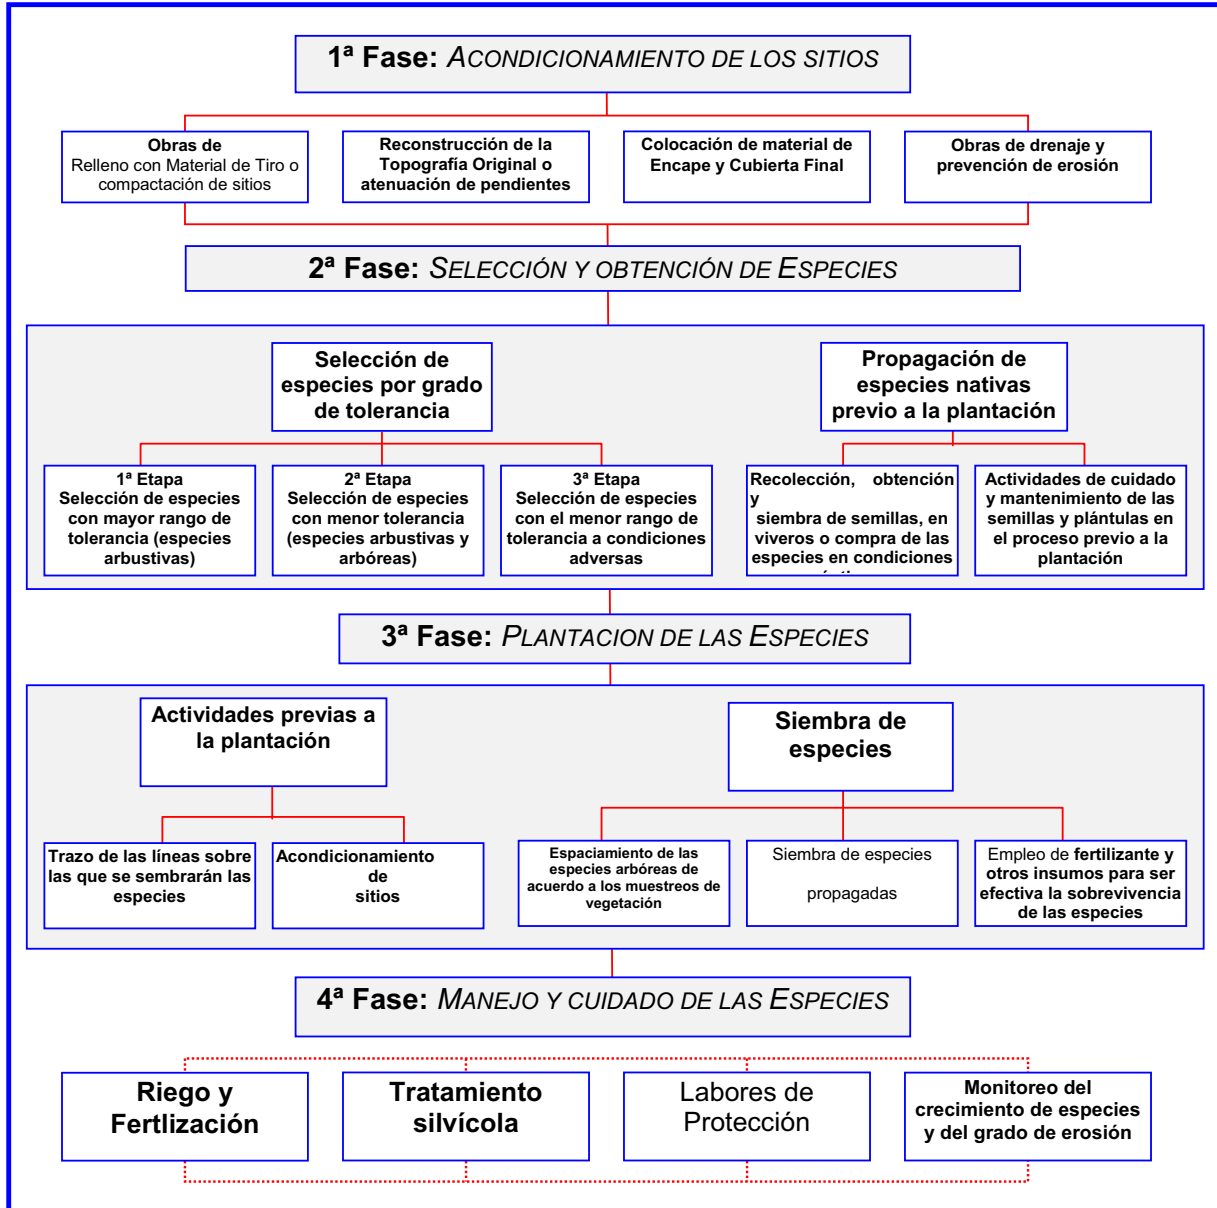 1ª Fase: ACONDICIONAMIENTO DE LOS SITIOS
Obras de
Relleno con Material de Tiro o
compactación de sitios
Reconstrucción de la
Topografía Original o
atenuación de pendientes
Colocación de material de
Encape y Cubierta Final
Obras de drenaje y
prevención de erosión
2ª Fase: SELECCIÓN Y OBTENCIÓN DE ESPECIES
Selección de
especies por grado
de tolerancia
Propagación de
especies nativas
previo a la plantación
1ª Etapa
Selección de especies
con mayor rango de
tolerancia (especies
arbustivas)
2ª Etapa
Selección de especies
con menor tolerancia
(especies arbustivas y
arbóreas)
3ª Etapa
Selección de especies
con el menor rango de
tolerancia a condiciones
adversas
Recolección, obtención
y
siembra de semillas, en
viveros o compra de las
especies en condiciones
Actividades de cuidado
y mantenimiento de las
semillas y plántulas en
el proceso previo a la
plantación
3ª Fase: PLANTACION DE LAS ESPECIES
Actividades previas a
la plantación
Siembra de
especies
Trazo de las líneas sobre
las que se sembrarán las
especies
Acondicionamiento
de
sitios
Espaciamiento de las
especies arbóreas de
acuerdo a los muestreos de
vegetación
Siembra de especies
propagadas
Empleo de fertilizante y
otros insumos para ser
efectiva la sobrevivencia
de las especies
4ª Fase: MANEJO Y CUIDADO DE LAS ESPECIES
Riego y
Fertlización
Tratamiento
silvícola
Labores de
Protección
Monitoreo del
crecimiento de especies
y del grado de erosión